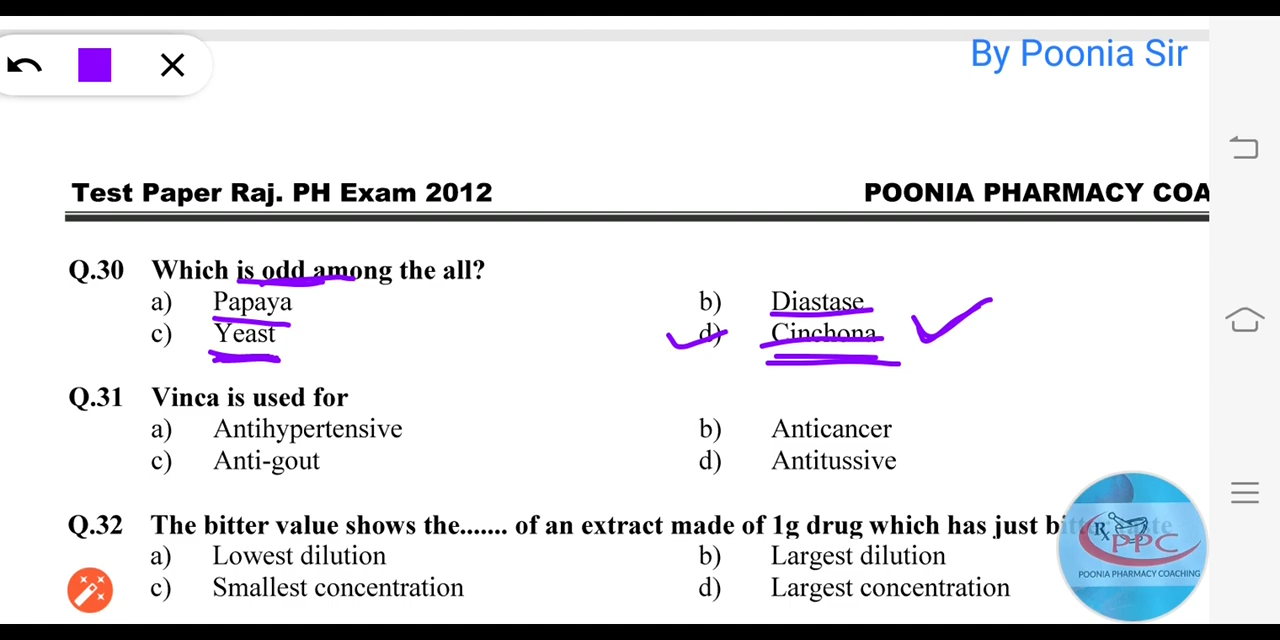 By Poonia Sir
Test Paper Raj. PH Exam 2012 POONIA PHARMACY COA
Q.30 Which is odd among the all?
a) Papaya b) Diastase
c) Yeast d) Cinchona
Q.31 Vinca is used for
a) Antihypertensive b) Anticancer
c) Anti-gout d) Antitussive
Q.32 The bitter value shows the....... of an extract made of 1g drug which has just bitter taste
a) Lowest dilution b) Largest dilution
c) Smallest concentration d) Largest concentration
Rx
PPC
POONIA PHARMACY COACHING